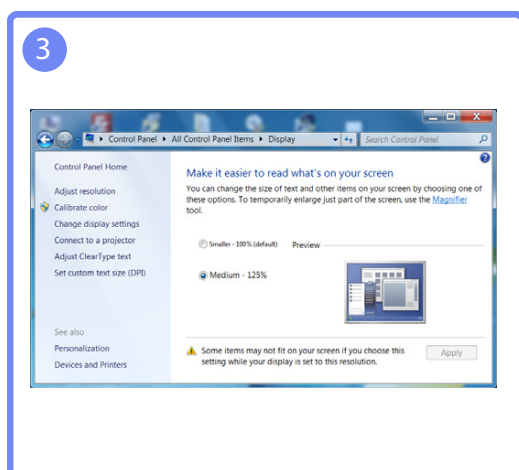 3
Control Panel ▸ All Control Panel Items ▸ Display
Search Control Panel
Control Panel Home
Adjust resolution
Calibrate color
Change display settings
Connect to a projector
Adjust ClearType text
Set custom text size (DPI)
See also
Personalization
Devices and Printers
Make it easier to read what's on your screen
You can change the size of text and other items on your screen by choosing one of
these options. To temporarily enlarge just part of the screen, use the Magnifier
tool.
Smaller - 100% (default)
Preview
Medium - 125%
Some items may not fit on your screen if you choose this
setting while your display is set to this resolution.
Apply